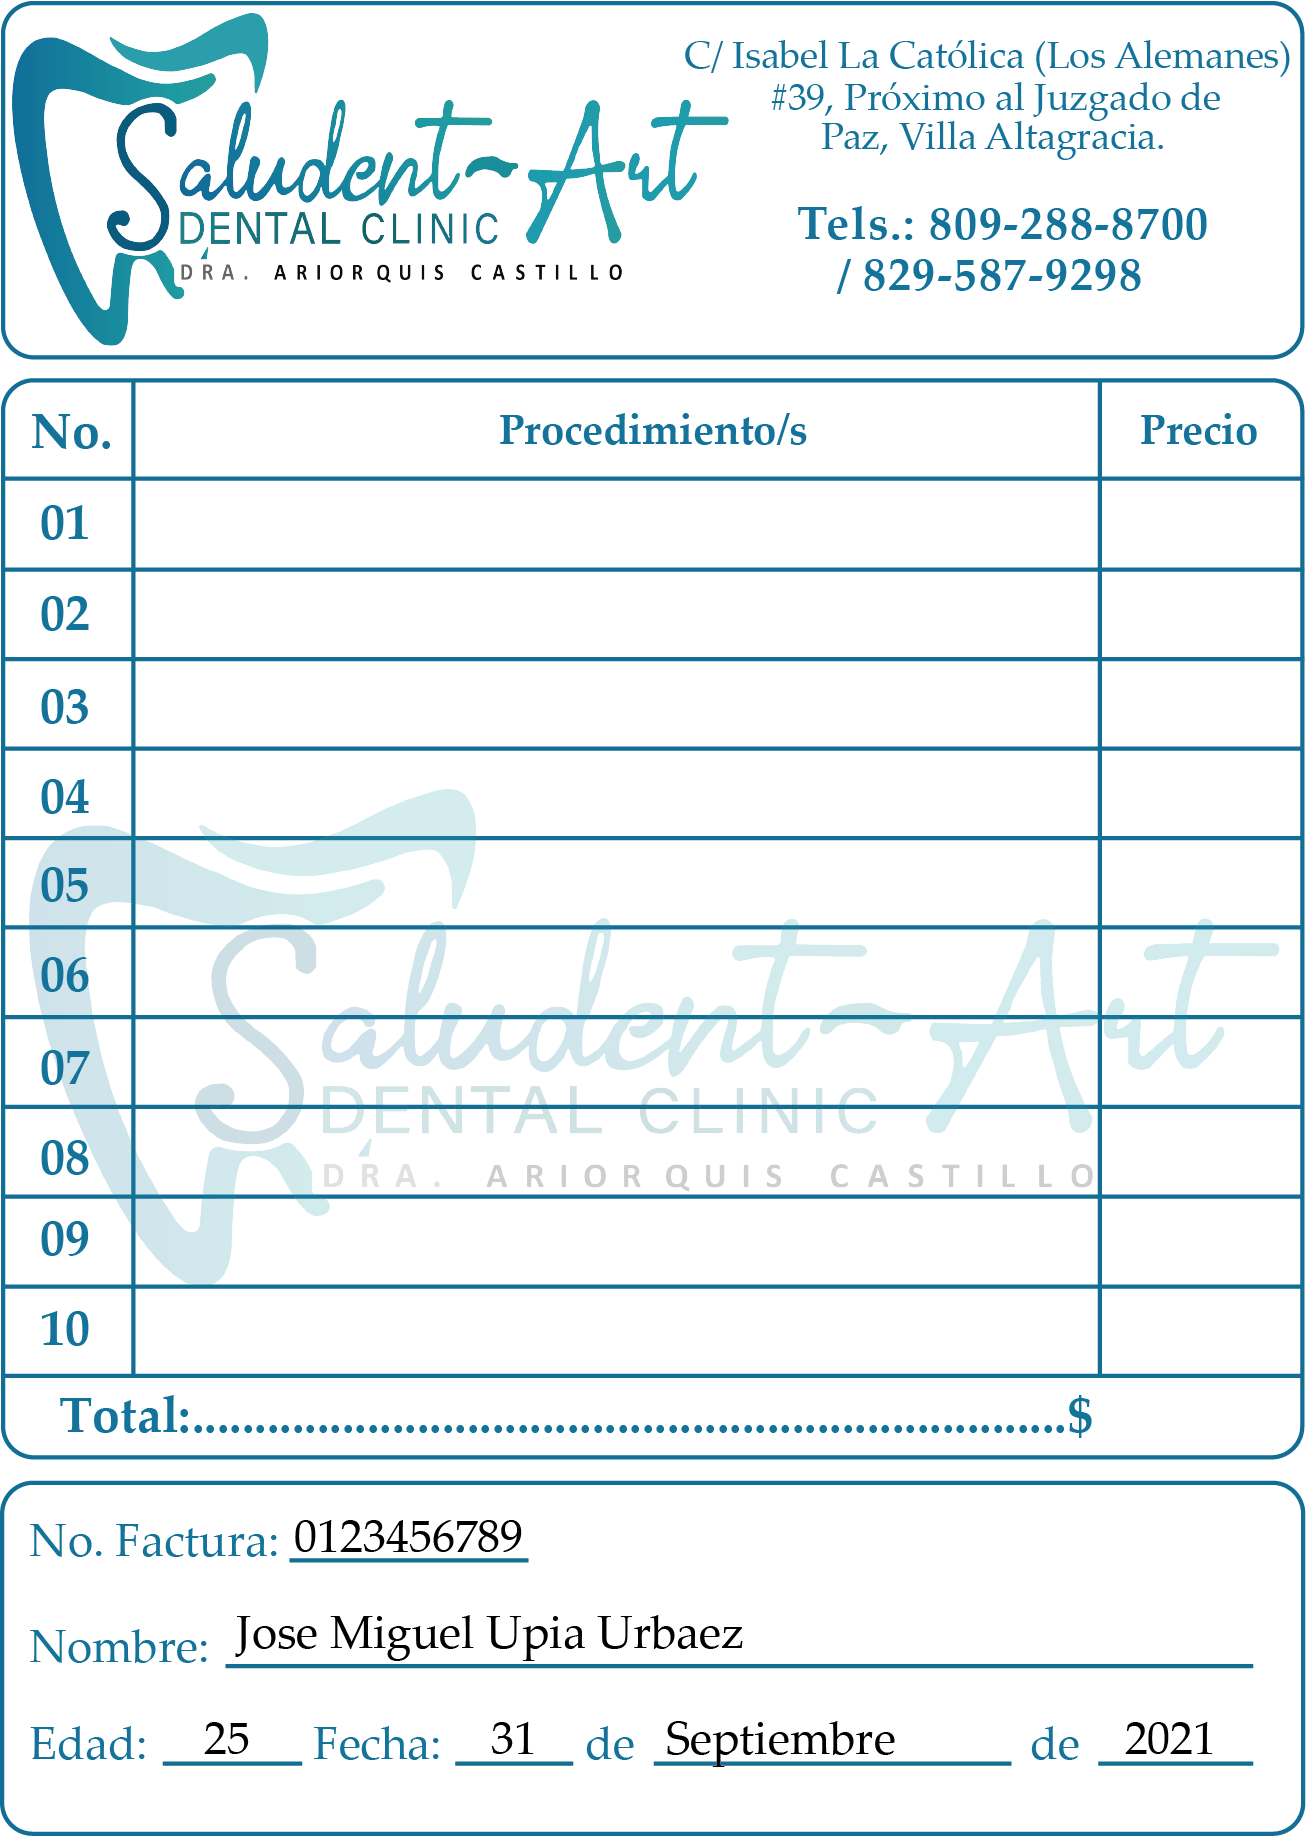 Saludent-Art
DENTAL CLINIC
DRA. ARIORQUIS CASTILLO
C/ Isabel La Católica (Los Alemanes)
#39, Próximo al Juzgado de
Paz, Villa Altagracia.
Tels.: 809-288-8700
/ 829-587-9298
No. Procedimiento/s Precio
01
02
03
04
05
06
07
08
09
10
Saludent-Art
DENTAL CLINIC
DRA. ARIORQUIS CASTILLO
Total:......................................................................$
No. Factura: 0123456789
Nombre: Jose Miguel Upia Urbaez
Edad: 25 Fecha: 31 de Septiembre de 2021